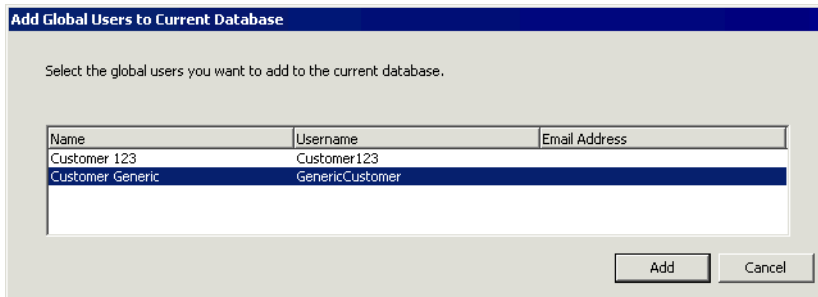 Add Global Users to Current Database
Select the global users you want to add to the current database.
Name Username Email Address
Customer 123 Customer123
Customer Generic GenericCustomer
Add Cancel